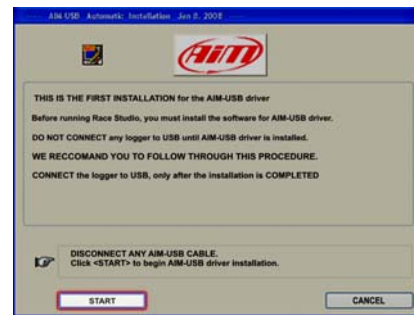 AIM USB Automatic Installation Jan 8, 2008
AiM
THIS IS THE FIRST INSTALLATION for the AIM-USB driver
Before running Race Studio, you must install the software for AIM-USB driver.
DO NOT CONNECT any logger to USB until AIM-USB driver is installed.
WE RECCOMAND YOU TO FOLLOW THROUGH THIS PROCEDURE.
CONNECT the logger to USB, only after the installation is COMPLETED
DISCONNECT ANY AIM-USB CABLE.
Click <START> to begin AIM-USB driver installation.
START
CANCEL